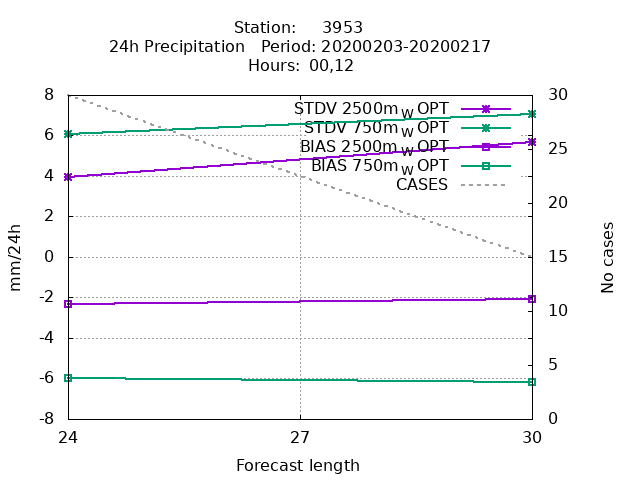 Station: 3953
24h Precipitation Period: 20200203-20200217
Hours: 00,12
8
6
4
2
0
-2
-4
-6
-8
mm/24h
STDV 2500m_W OPT
STDV 750m_W OPT
BIAS 2500m_W OPT
BIAS 750m_W OPT
CASES
30
25
20
15
10
5
0
No cases
24 27 30
Forecast length